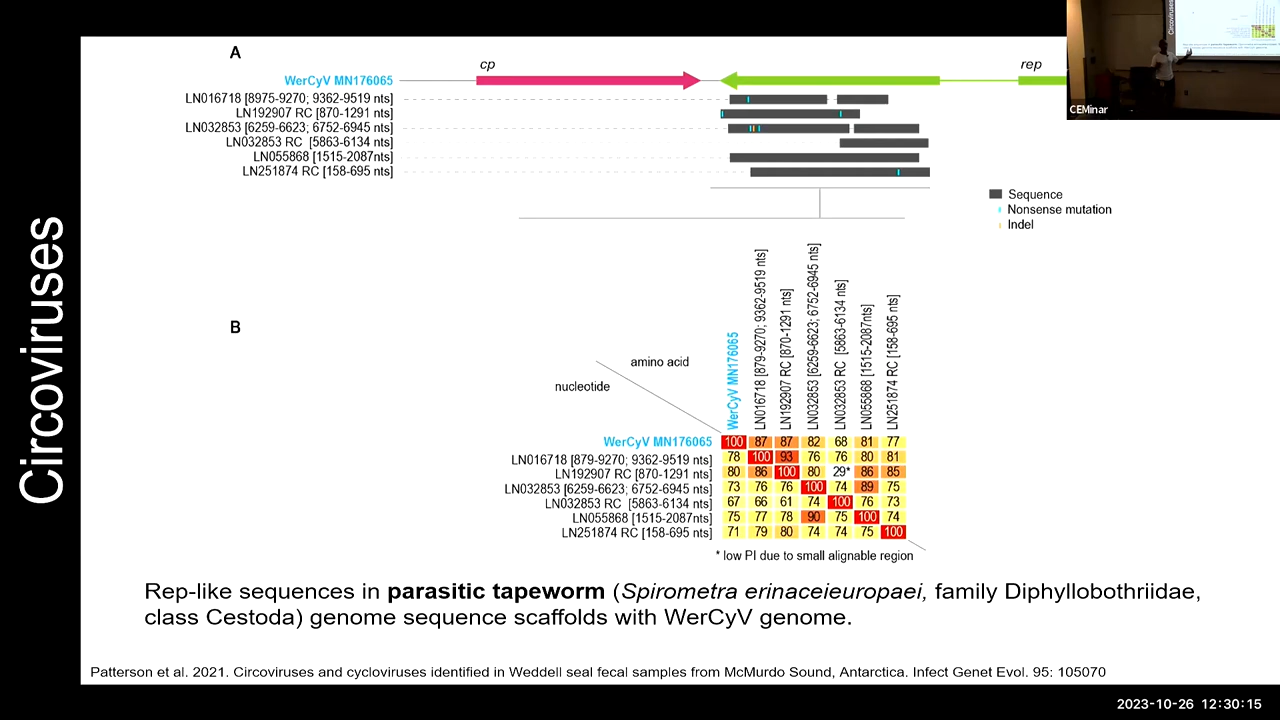 Circoviruses
A
cp
rep
WerCyV MN176065
LN016718 [8975-9270; 9362-9519 nts]
LN192907 RC [870-1291 nts]
LN032853 [6259-6623; 6752-6945 nts]
LN032853 RC [5863-6134 nts]
LN055868 [1515-2087nts]
LN251874 RC [158-695 nts]
Sequence
Nonsense mutation
Indel
CEMinar
Circoviruses
B
amino acid
nucleotide
WerCyV MN176065
LN016718 [879-9270; 9362-9519 nts]
LN192907 RC [870-1291 nts]
LN032853 [6259-6623; 6752-6945 nts]
LN032853 RC [5863-6134 nts]
LN055868 [1515-2087nts]
LN251874 RC [158-695 nts]
WerCyV MN176065 100 87 87 82 68 81 77
LN016718 [879-9270; 9362-9519 nts] 78 100 93 76 76 80 81
LN192907 RC [870-1291 nts] 80 86 100 80 29* 86 85
LN032853 [6259-6623; 6752-6945 nts] 73 76 76 100 74 89 75
LN032853 RC [5863-6134 nts] 67 66 61 74 100 76 73
LN055868 [1515-2087nts] 75 77 78 90 75 100 74
LN251874 RC [158-695 nts] 71 79 80 74 74 75 100
* low PI due to small alignable region
Rep-like sequences in parasitic tapeworm (Spirometra erinaceieuropaei, family Diphyllobothriidae,
class Cestoda) genome sequence scaffolds with WerCyV genome.
Patterson et al. 2021. Circoviruses and cycloviruses identified in Weddell seal fecal samples from McMurdo Sound, Antarctica. Infect Genet Evol. 95: 105070
2023-10-26 12:30:15